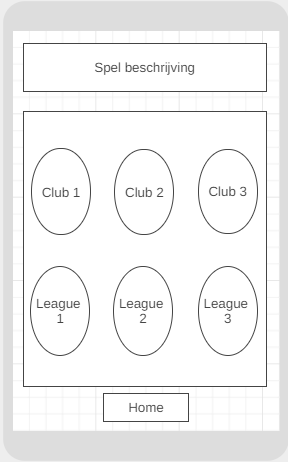 Spel beschrijving
Club 1
Club 2
Club 3
League
1
League
2
League
3
Home